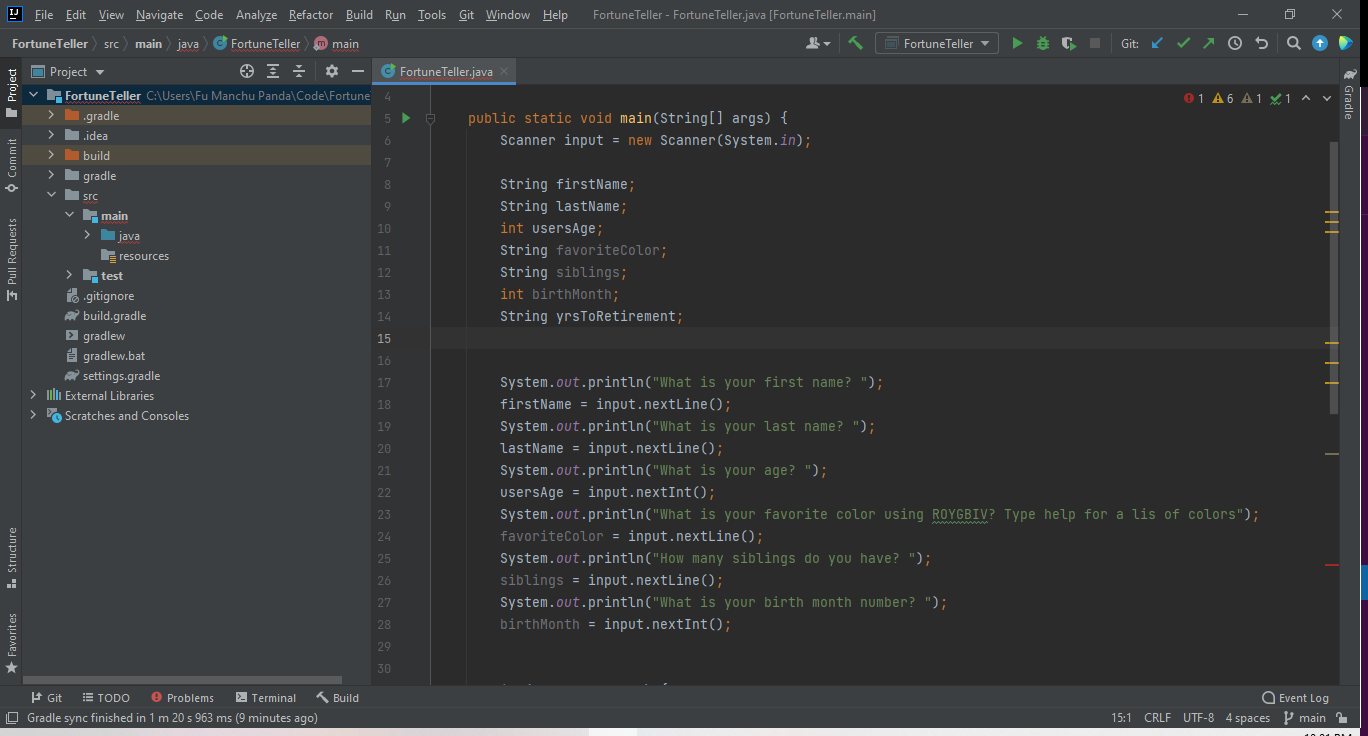 File Edit View Navigate Code Analyze Refactor Build Run Tools Git Window Help FortuneTeller - FortuneTeller.java [FortuneTeller.main]
FortuneTeller src main java FortuneTeller main FortuneTeller Git:
Project FortuneTeller.java
FortuneTeller C:\Users\Fu Manchu Panda\Code\Fortune
.gradle
.idea
build
gradle
src
main
java
resources
test
.gitignore
build.gradle
gradlew
gradlew.bat
settings.gradle
External Libraries
Scratches and Consoles
Project
Commit
Pull Requests
Structure
Favorites
1 6 1 1
4
5 public static void main(String[] args) {
6 Scanner input = new Scanner(System.in);
7
8 String firstName;
9 String lastName;
10 int usersAge;
11 String favoriteColor;
12 String siblings;
13 int birthMonth;
14 String yrsToRetirement;
15
16
17 System.out.println("What is your first name? ");
18 firstName = input.nextLine();
19 System.out.println("What is your last name? ");
20 lastName = input.nextLine();
21 System.out.println("What is your age? ");
22 usersAge = input.nextInt();
23 System.out.println("What is your favorite color using ROYGBIV? Type help for a lis of colors");
24 favoriteColor = input.nextLine();
25 System.out.println("How many siblings do you have? ");
26 siblings = input.nextLine();
27 System.out.println("What is your birth month number? ");
28 birthMonth = input.nextInt();
29
30
Gradle
Git TODO Problems Terminal Build Event Log
Gradle sync finished in 1 m 20 s 963 ms (9 minutes ago) 15:1 CRLF UTF-8 4 spaces main